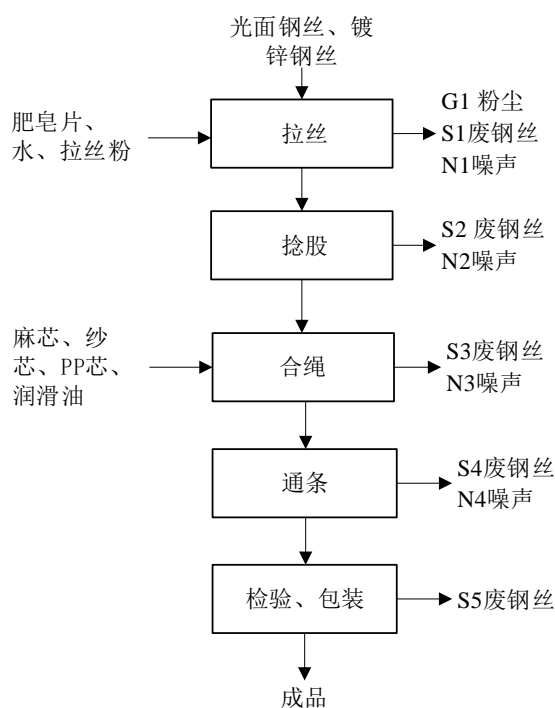 光面钢丝、镀
锌钢丝
肥皂片、
水、拉丝粉
拉丝
G1 粉尘
S1废钢丝
N1噪声
捻股
S2 废钢丝
N2噪声
麻芯、纱
芯、PP芯、
润滑油
合绳
S3废钢丝
N3噪声
通条
S4废钢丝
N4噪声
检验、包装
S5废钢丝
成品